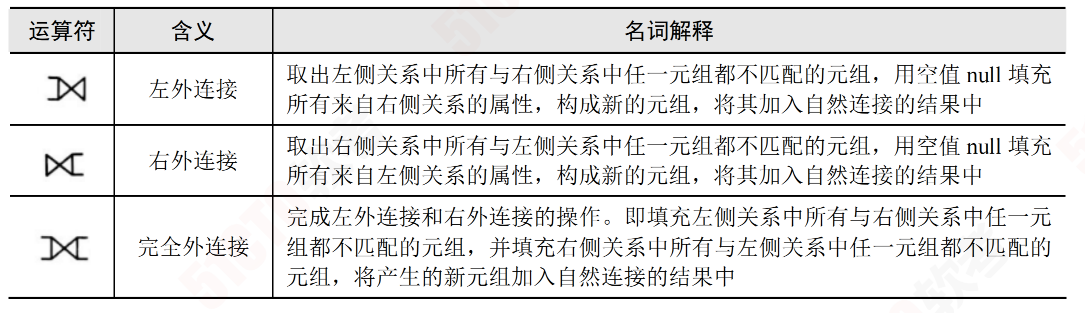 运算符 含义 名词解释
⟕ 左外连接 取出左侧关系中所有与右侧关系中任一元组都不匹配的元组，用空值 null 填充
所有来自右侧关系的属性，构成新的元组，将其加入自然连接的结果中
⟖ 右外连接 取出右侧关系中所有与左侧关系中任一元组都不匹配的元组，用空值 null 填充
所有来自左侧关系的属性，构成新的元组，将其加入自然连接的结果中
⟗ 完全外连接 完成左外连接和右外连接的操作。即填充左侧关系中所有与右侧关系中任一元
组都不匹配的元组，并填充右侧关系中所有与左侧关系中任一元组都不匹配的
元组，将产生的新元组加入自然连接的结果中